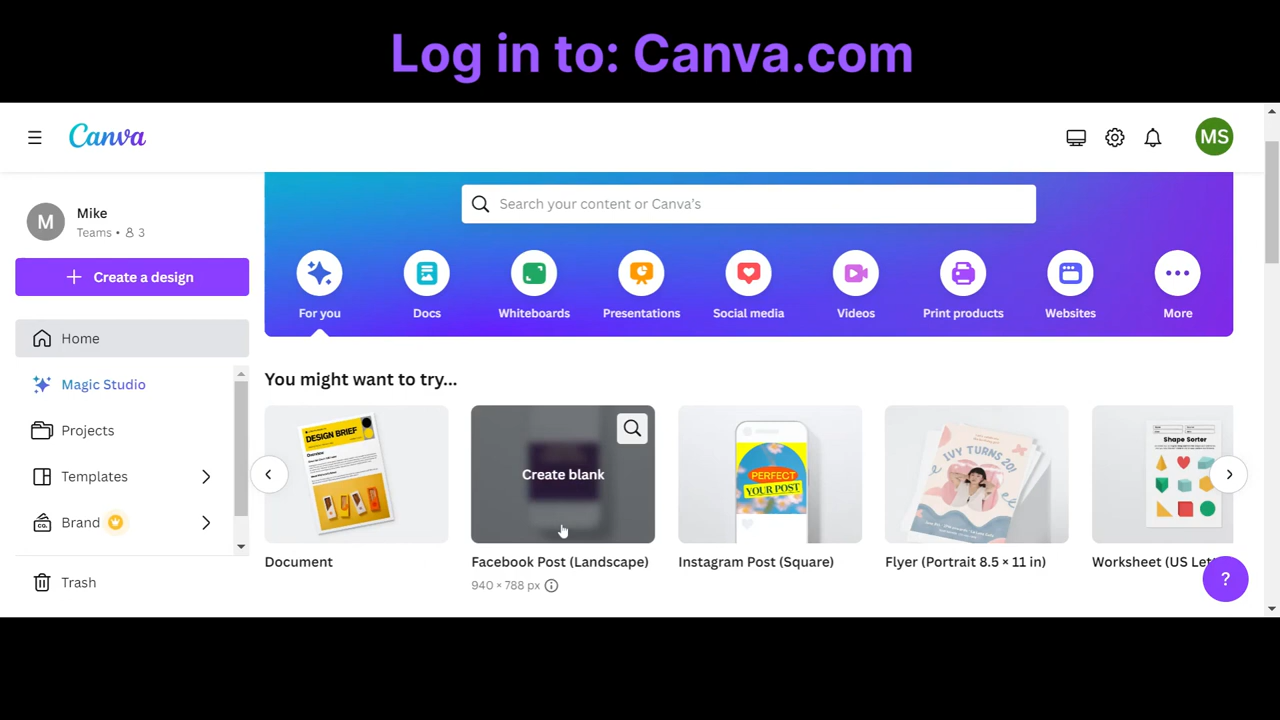 Log in to: Canva.com
Canva
MS
M
Mike
Teams • 3
Create a design
Home
Magic Studio
Projects
Templates
Brand
Trash
Search your content or Canva's
For you
Docs
Whiteboards
Presentations
Social media
Videos
Print products
Websites
More
You might want to try...
DESIGN BRIEF
Create blank
PERFECT
YOUR POST
IVY TURNS 20!
Shape Sorter
Document
Facebook Post (Landscape)
940 × 788 px
Instagram Post (Square)
Flyer (Portrait 8.5 × 11 in)
Worksheet (US Let
?